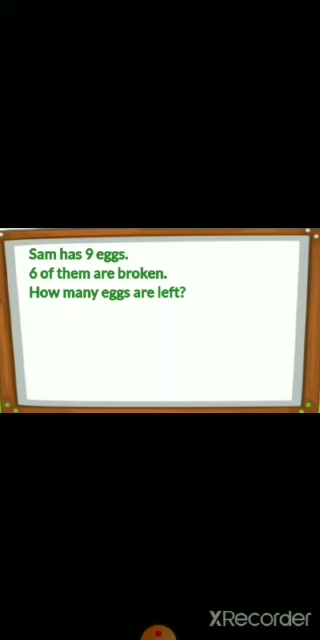 Sam has 9 eggs.
6 of them are broken.
How many eggs are left?
XRecorder